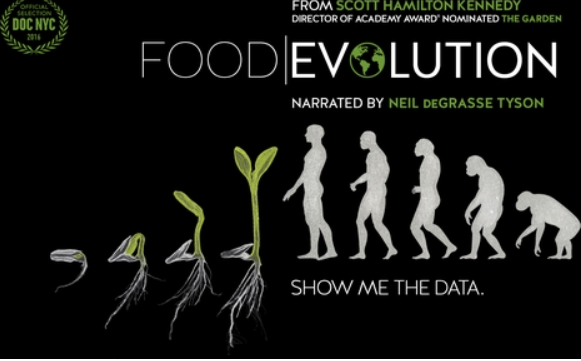 OFFICIAL
SELECTION
DOC NYC
2016
FROM SCOTT HAMILTON KENNEDY
DIRECTOR OF ACADEMY AWARD® NOMINATED THE GARDEN
FOOD|EVOLUTION
NARRATED BY NEIL deGRASSE TYSON
SHOW ME THE DATA.